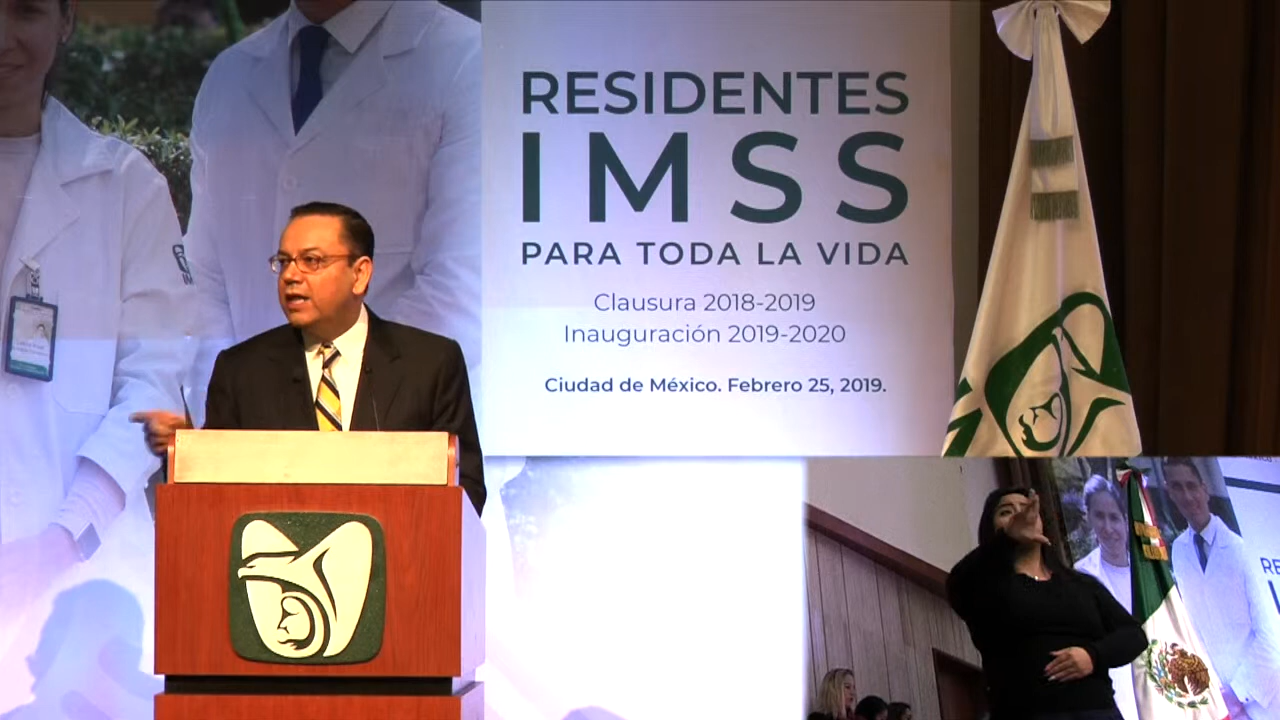 RESIDENTES
IMSS
PARA TODA LA VIDA
Clausura 2018-2019
Inauguración 2019-2020
Ciudad de México. Febrero 25, 2019.